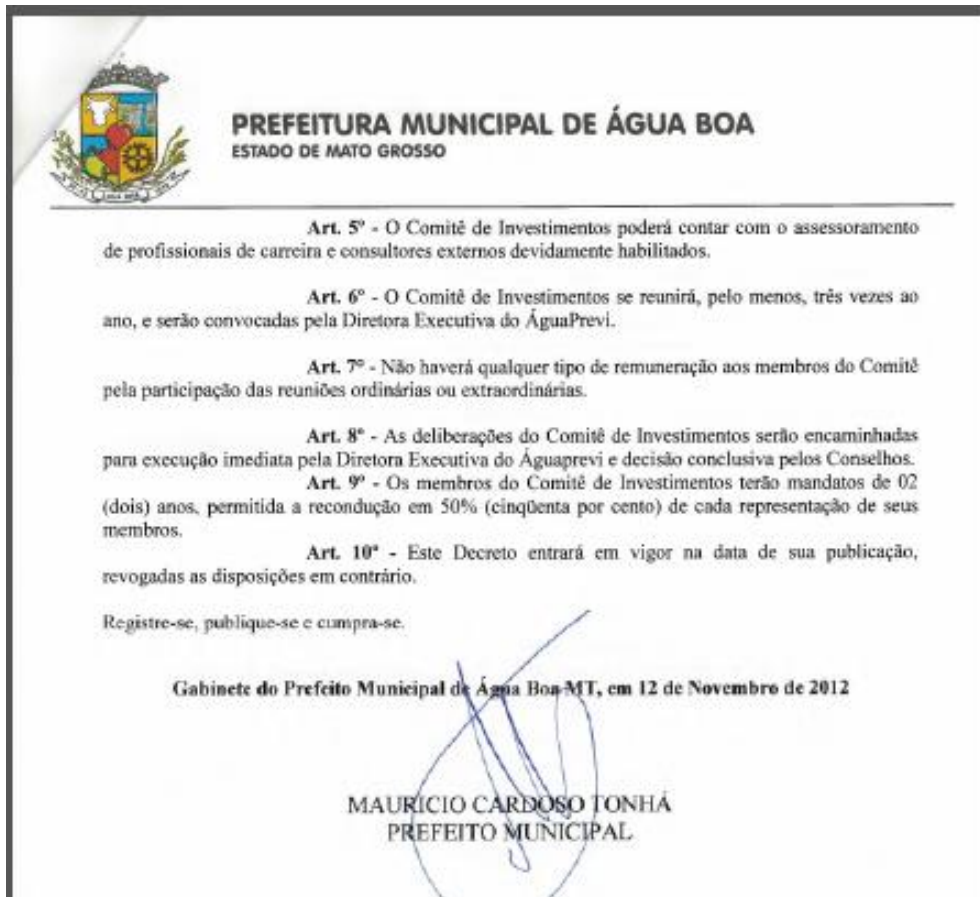 PREFEITURA MUNICIPAL DE ÁGUA BOA
ESTADO DE MATO GROSSO
Art. 5º - O Comitê de Investimentos poderá contar com o assessoramento
de profissionais de carreira e consultores externos devidamente habilitados.
Art. 6º - O Comitê de Investimentos se reunirá, pelo menos, três vezes ao
ano, e serão convocadas pela Diretora Executiva do ÁguaPrevi.
Art. 7º - Não haverá qualquer tipo de remuneração aos membros do Comitê
pela participação das reuniões ordinárias ou extraordinárias.
Art. 8º - As deliberações do Comitê de Investimentos serão encaminhadas
para execução imediata pela Diretora Executiva do Águaprevi e decisão conclusiva pelos Conselhos.
Art. 9º - Os membros do Comitê de Investimentos terão mandatos de 02
(dois) anos, permitida a recondução em 50% (cinqüenta por cento) de cada representação de seus
membros.
Art. 10º - Este Decreto entrará em vigor na data de sua publicação,
revogadas as disposições em contrário.
Registre-se, publique-se e cumpra-se.
Gabinete do Prefeito Municipal de Água Boa-MT, em 12 de Novembro de 2012
MAURICIO CARDOSO TONHÁ
PREFEITO MUNICIPAL